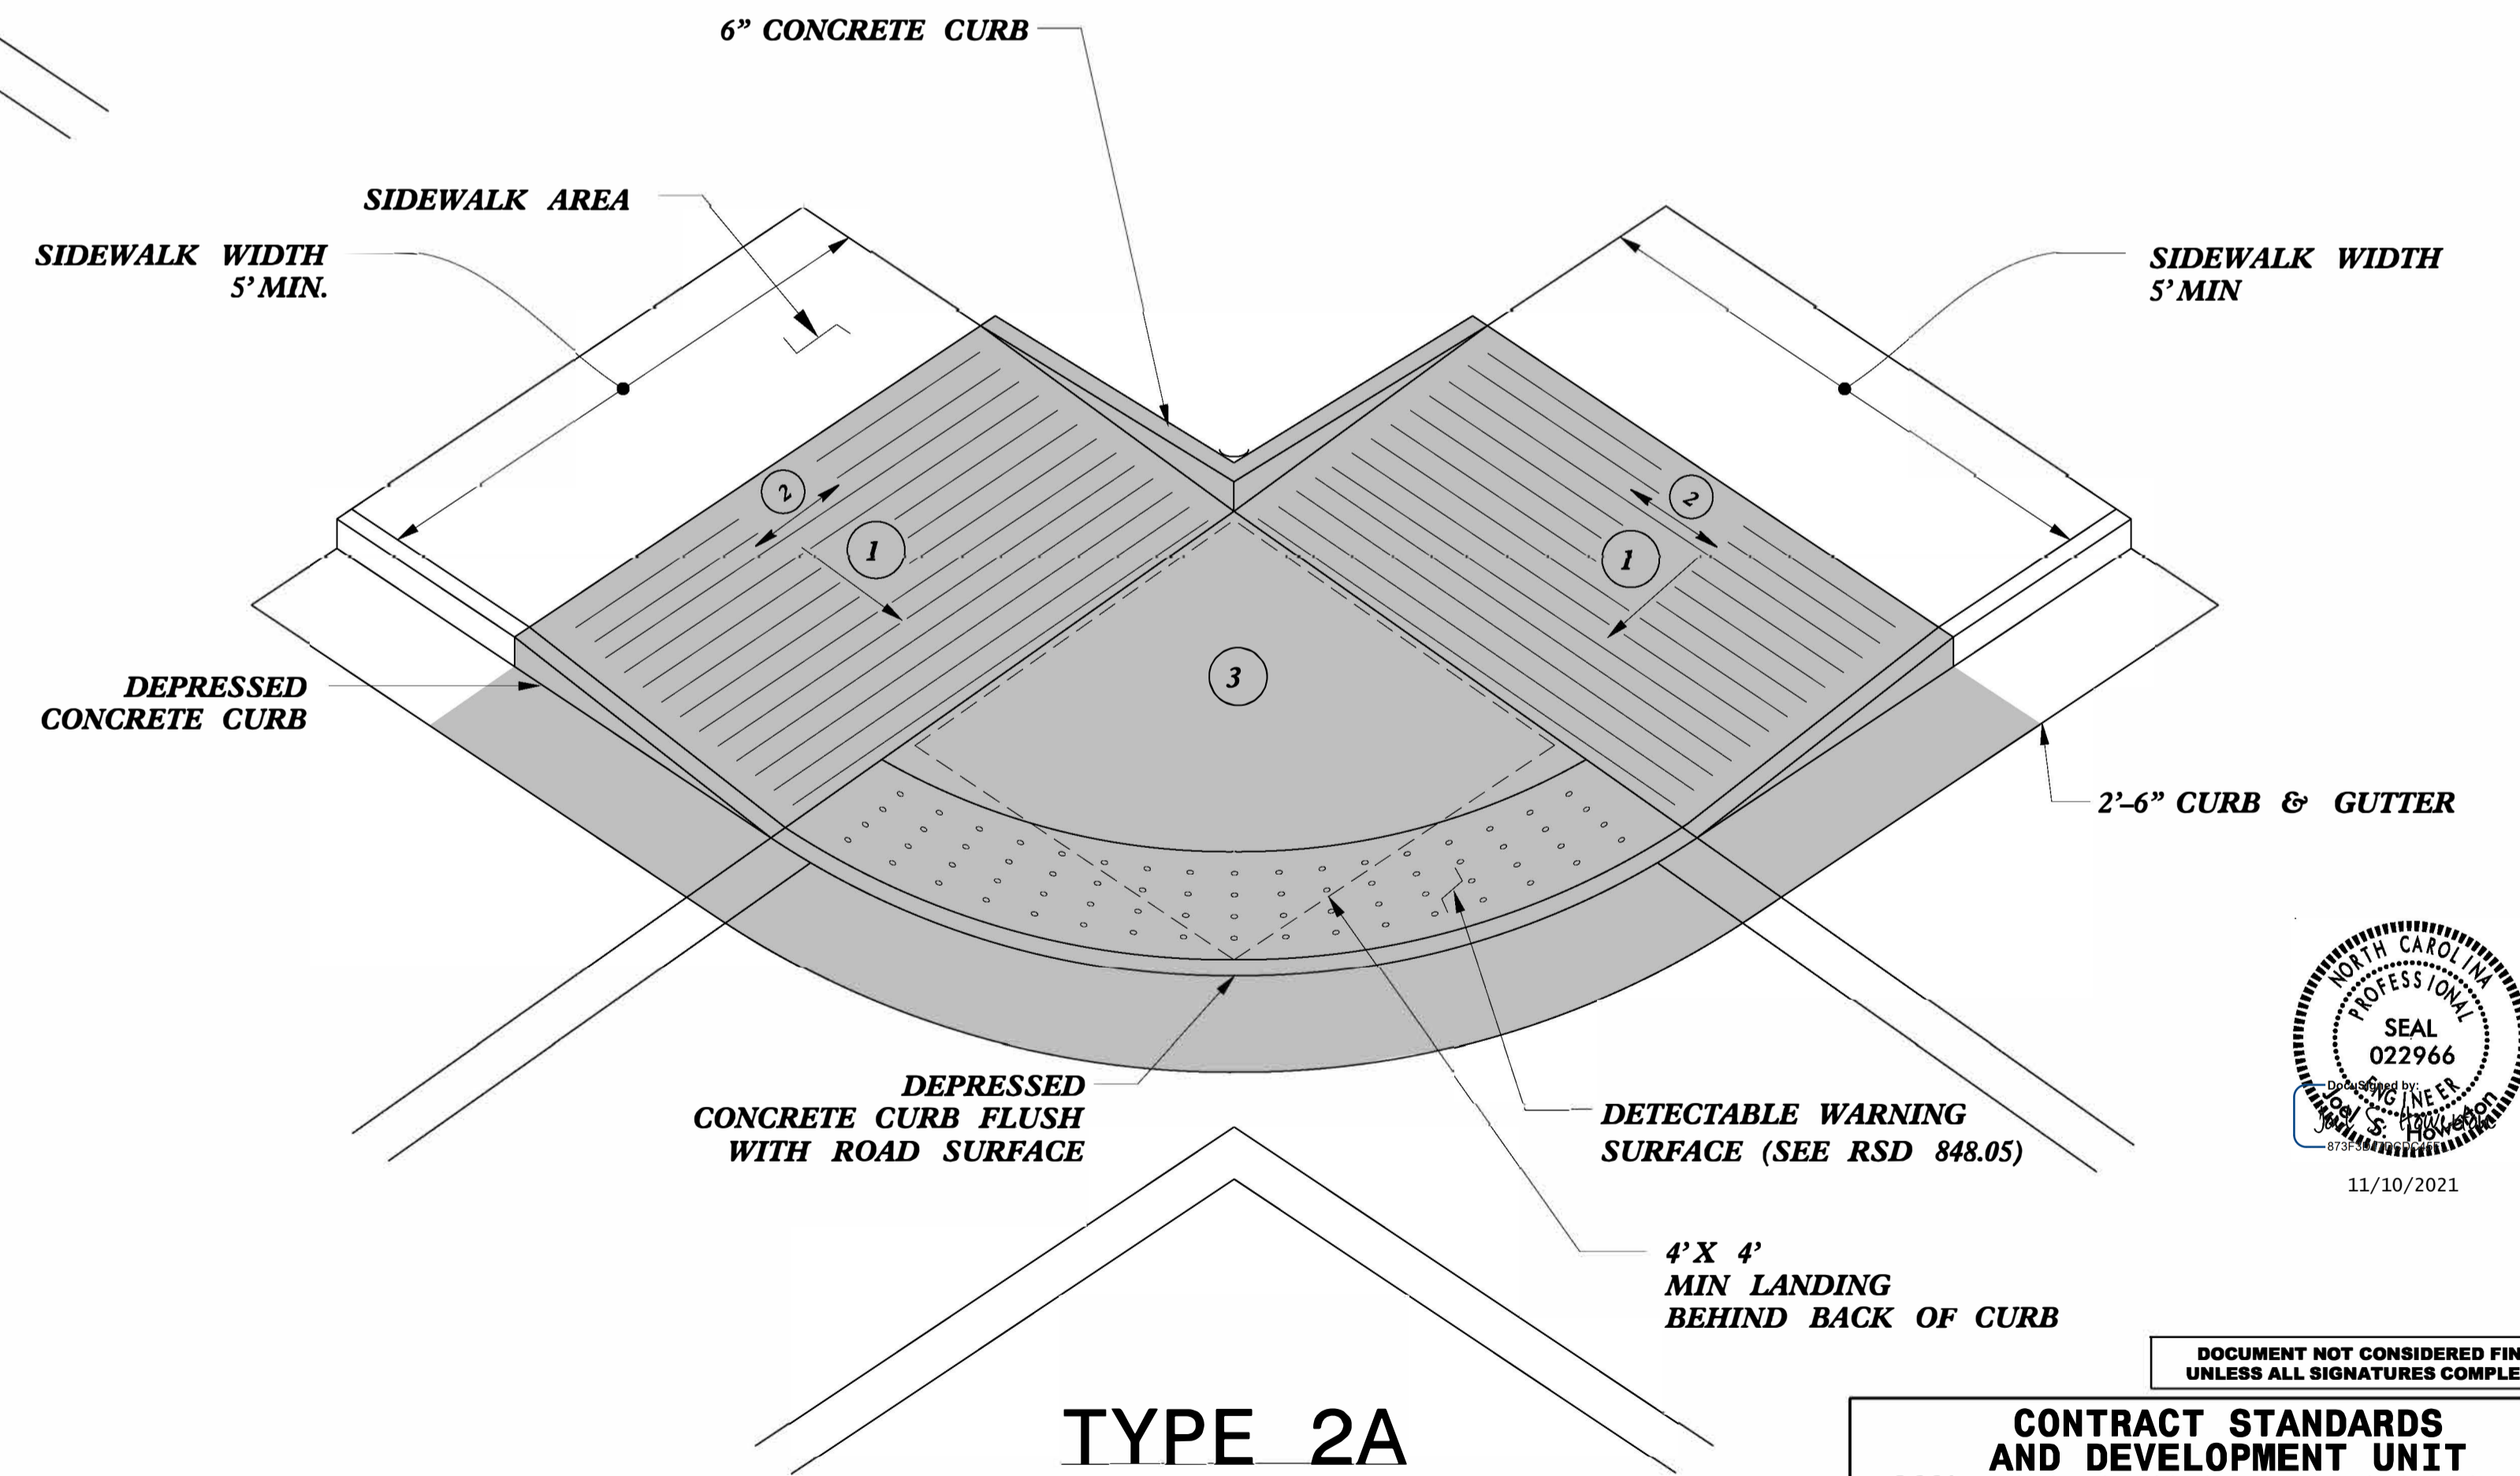 6” CONCRETE CURB
SIDEWALK AREA
SIDEWALK WIDTH
5’ MIN.
SIDEWALK WIDTH
5’ MIN
2
1
2
1
3
DEPRESSED
CONCRETE CURB
2’–6” CURB & GUTTER
DEPRESSED
CONCRETE CURB FLUSH
WITH ROAD SURFACE
DETECTABLE WARNING
SURFACE (SEE RSD 848.05)
4’ X 4’
MIN LANDING
BEHIND BACK OF CURB
NORTH CAROLINA
PROFESSIONAL
SEAL
022966
ENGINEER
DocuSigned by:
Joel S. Howerton
11/10/2021
TYPE 2A
DOCUMENT NOT CONSIDERED FIN
UNLESS ALL SIGNATURES COMPLE
CONTRACT STANDARDS
AND DEVELOPMENT UNIT